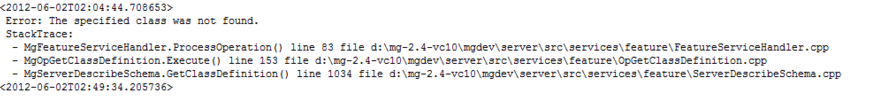 <2012-06-02T02:04:44.708653>
Error: The specified class was not found.
StackTrace:
- MgFeatureServiceHandler.ProcessOperation() line 83 file d:\mg-2.4-vc10\mgdev\server\src\services\feature\FeatureServiceHandler.cpp
- MgOpGetClassDefinition.Execute() line 153 file d:\mg-2.4-vc10\mgdev\server\src\services\feature\OpGetClassDefinition.cpp
- MgServerDescribeSchema.GetClassDefinition() line 1034 file d:\mg-2.4-vc10\mgdev\server\src\services\feature\ServerDescribeSchema.cpp
<2012-06-02T02:49:34.205736>